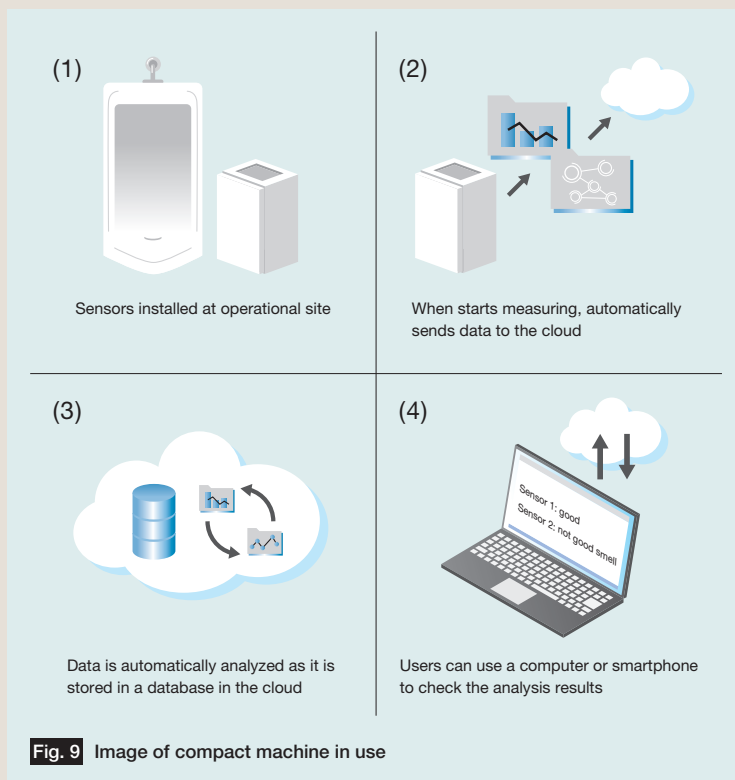 (1)
Sensors installed at operational site
(2)
When starts measuring, automatically
sends data to the cloud
(3)
Data is automatically analyzed as it is
stored in a database in the cloud
(4)
Sensor 1: good
Sensor 2: not good smell
Users can use a computer or smartphone
to check the analysis results
Fig. 9 Image of compact machine in use